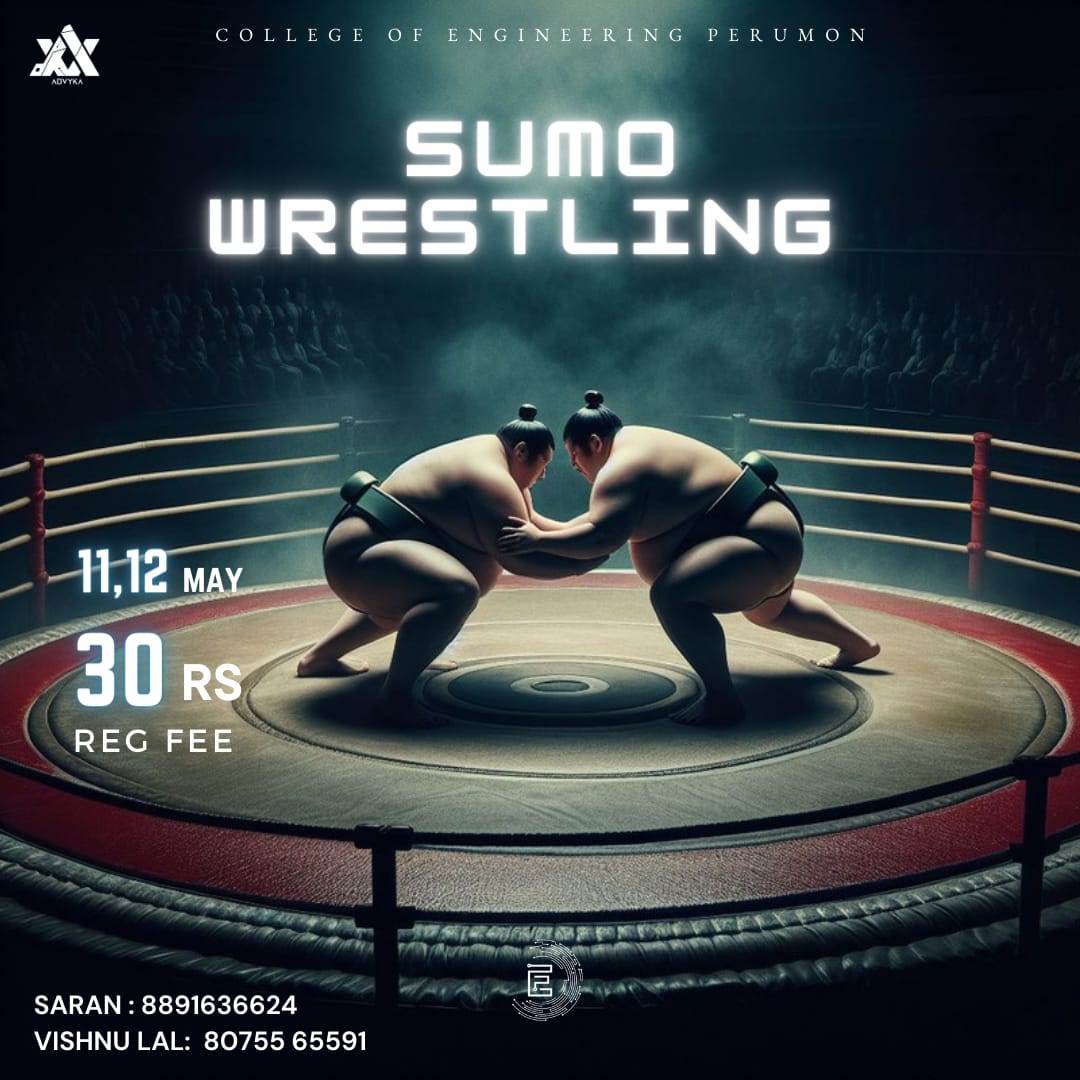 COLLEGE OF ENGINEERING PERUMON
ADVYKA
SUMO
WRESTLING
11,12 MAY
30 RS
REG FEE
E
SARAN : 8891636624
VISHNU LAL: 80755 65591